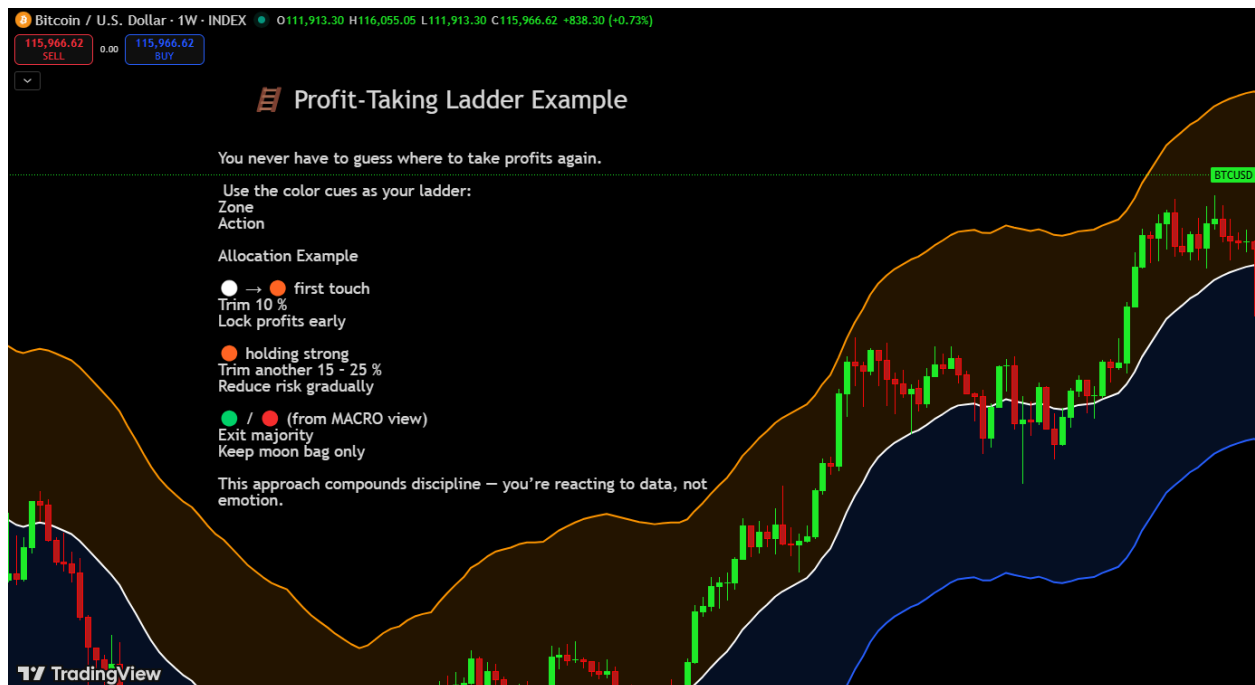 Bitcoin / U.S. Dollar · 1W · INDEX O111,913.30 H116,055.05 L111,913.30 C115,966.62 +838.30 (+0.73%)
115,966.62 0.00 115,966.62
SELL BUY
🪜 Profit-Taking Ladder Example
You never have to guess where to take profits again.
BTCUSD
Use the color cues as your ladder:
Zone
Action
Allocation Example
⚪ → 🟠 first touch
Trim 10 %
Lock profits early
🟠 holding strong
Trim another 15 - 25 %
Reduce risk gradually
🟢 / 🔴 (from MACRO view)
Exit majority
Keep moon bag only
This approach compounds discipline — you're reacting to data, not
emotion.
TradingView